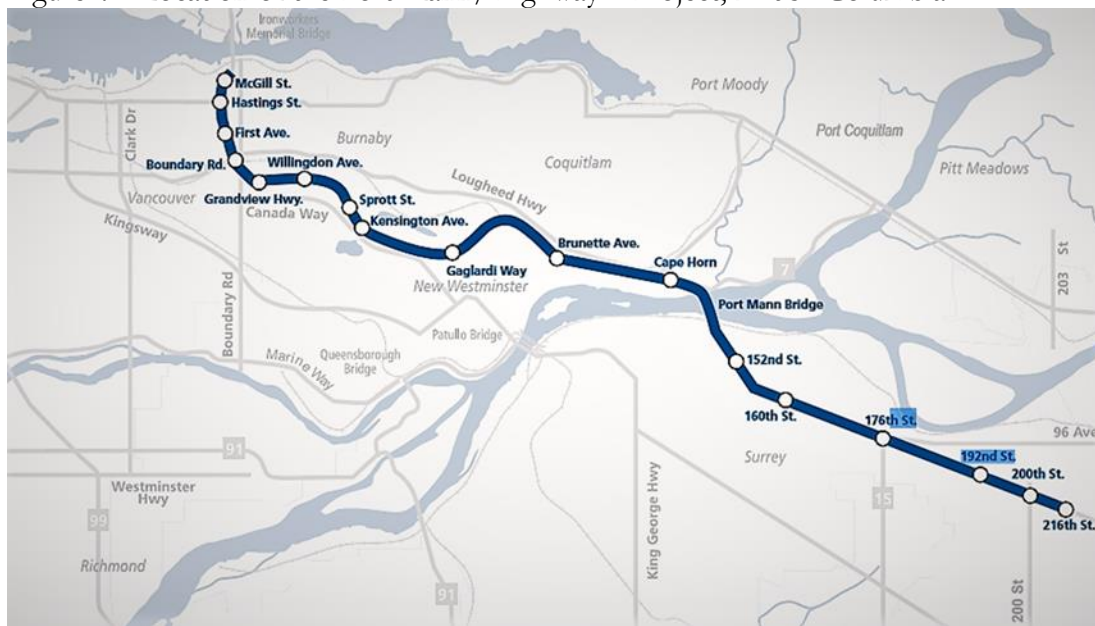 Ironworkers
Memorial Bridge
McGill St.
Hastings St.
First Ave.
Boundary Rd.
Willingdon Ave.
Grandview Hwy.
Sprott St.
Kensington Ave.
Gaglardi Way
Brunette Ave.
Cape Horn
Port Mann Bridge
152nd St.
160th St.
176th St.
192nd St.
200th St.
216th St.
Port Moody
Port Coquitlam
Pitt Meadows
Burnaby
Coquitlam
Clark Dr
Vancouver
Canada Way
Kingsway
Lougheed Hwy
New Westminster
7
203 St
Boundary Rd
Marine Way
Queensborough
Bridge
Patullo Bridge
96 Ave
Surrey
91
Westminster
Hwy
99
King George Hwy
15
Richmond
91
200 St